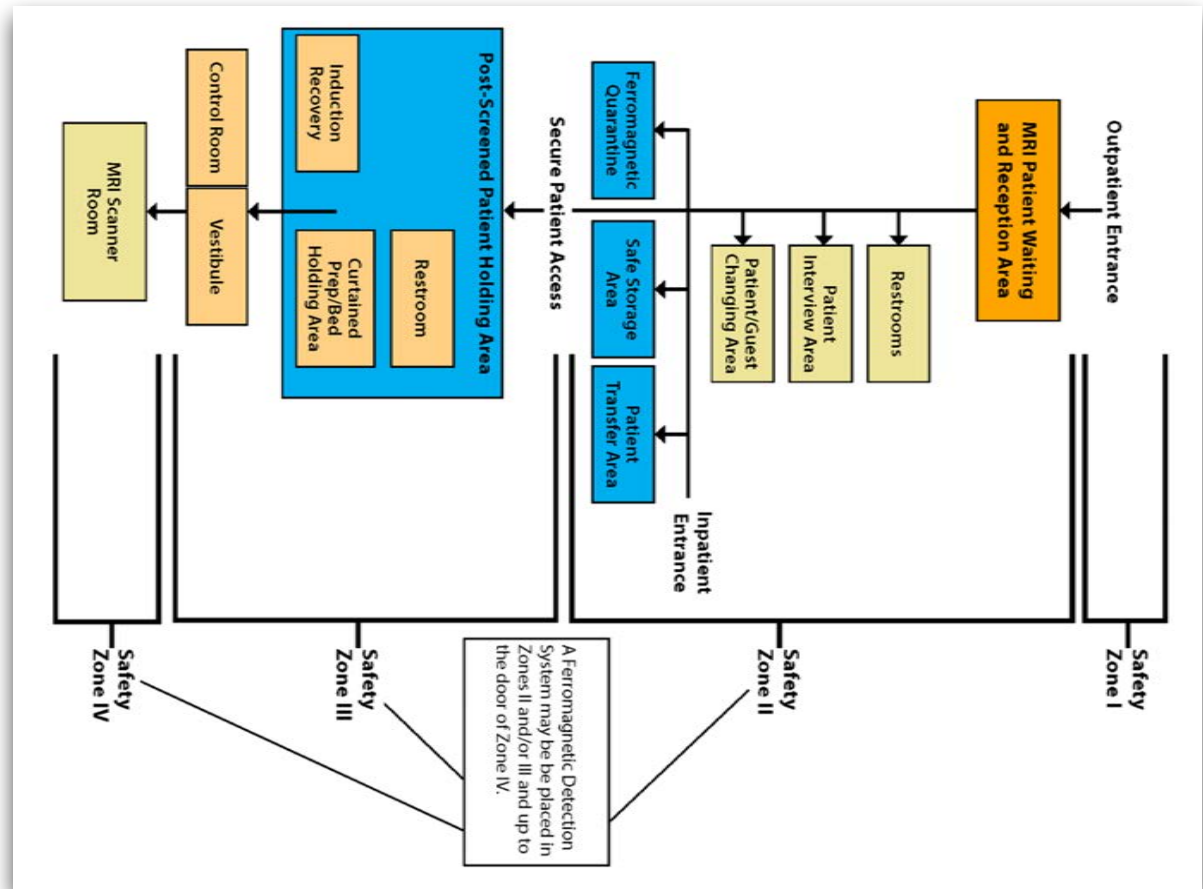 Outpatient Entrance
MRI Patient Waiting
and Reception Area
Restrooms
Patient
Interview Area
Patient/Guest
Changing Area
Inpatient
Entrance
Ferromagnetic
Quarantine
Safe Storage
Area
Patient
Transfer Area
Secure Patient Access
Post-Screened Patient Holding Area
Restroom
Induction
Recovery
Curtained
Prep/Bed
Holding Area
Control Room
Vestibule
MRI Scanner
Room
Safety
Zone I
Safety
Zone II
Safety
Zone III
Safety
Zone IV
A Ferromagnetic Detection
System may be be placed in
Zones II and/or III and up to
the door of Zone IV.